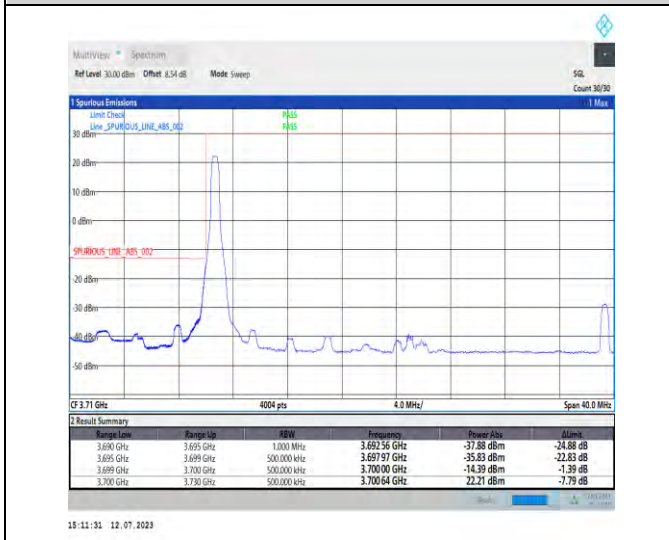 MultiView Spectrum
Ref Level 30.00 dBm Offset 8.54 dB Mode Sweep SGL
Count 30/30
1 Spurious Emissions 1 Max
Limit Check PASS
Line _SPURIOUS_LINE_ABS_002 PASS
30 dBm
20 dBm
10 dBm
0 dBm
SPURIOUS_LINE_ABS_002
-20 dBm
-30 dBm
-40 dBm
-50 dBm
CF 3.71 GHz 4004 pts 4.0 MHz/ Span 40.0 MHz
2 Result Summary
Range Low Range Up RBW Frequency Power Abs ΔLimit
3.690 GHz 3.695 GHz 1.000 MHz 3.692 56 GHz -37.88 dBm -24.88 dB
3.695 GHz 3.699 GHz 500.000 kHz 3.697 97 GHz -35.83 dBm -22.83 dB
3.699 GHz 3.700 GHz 500.000 kHz 3.700 00 GHz -14.39 dBm -1.39 dB
3.700 GHz 3.730 GHz 500.000 kHz 3.700 64 GHz 22.21 dBm -7.79 dB
15:11:31 12.07.2023